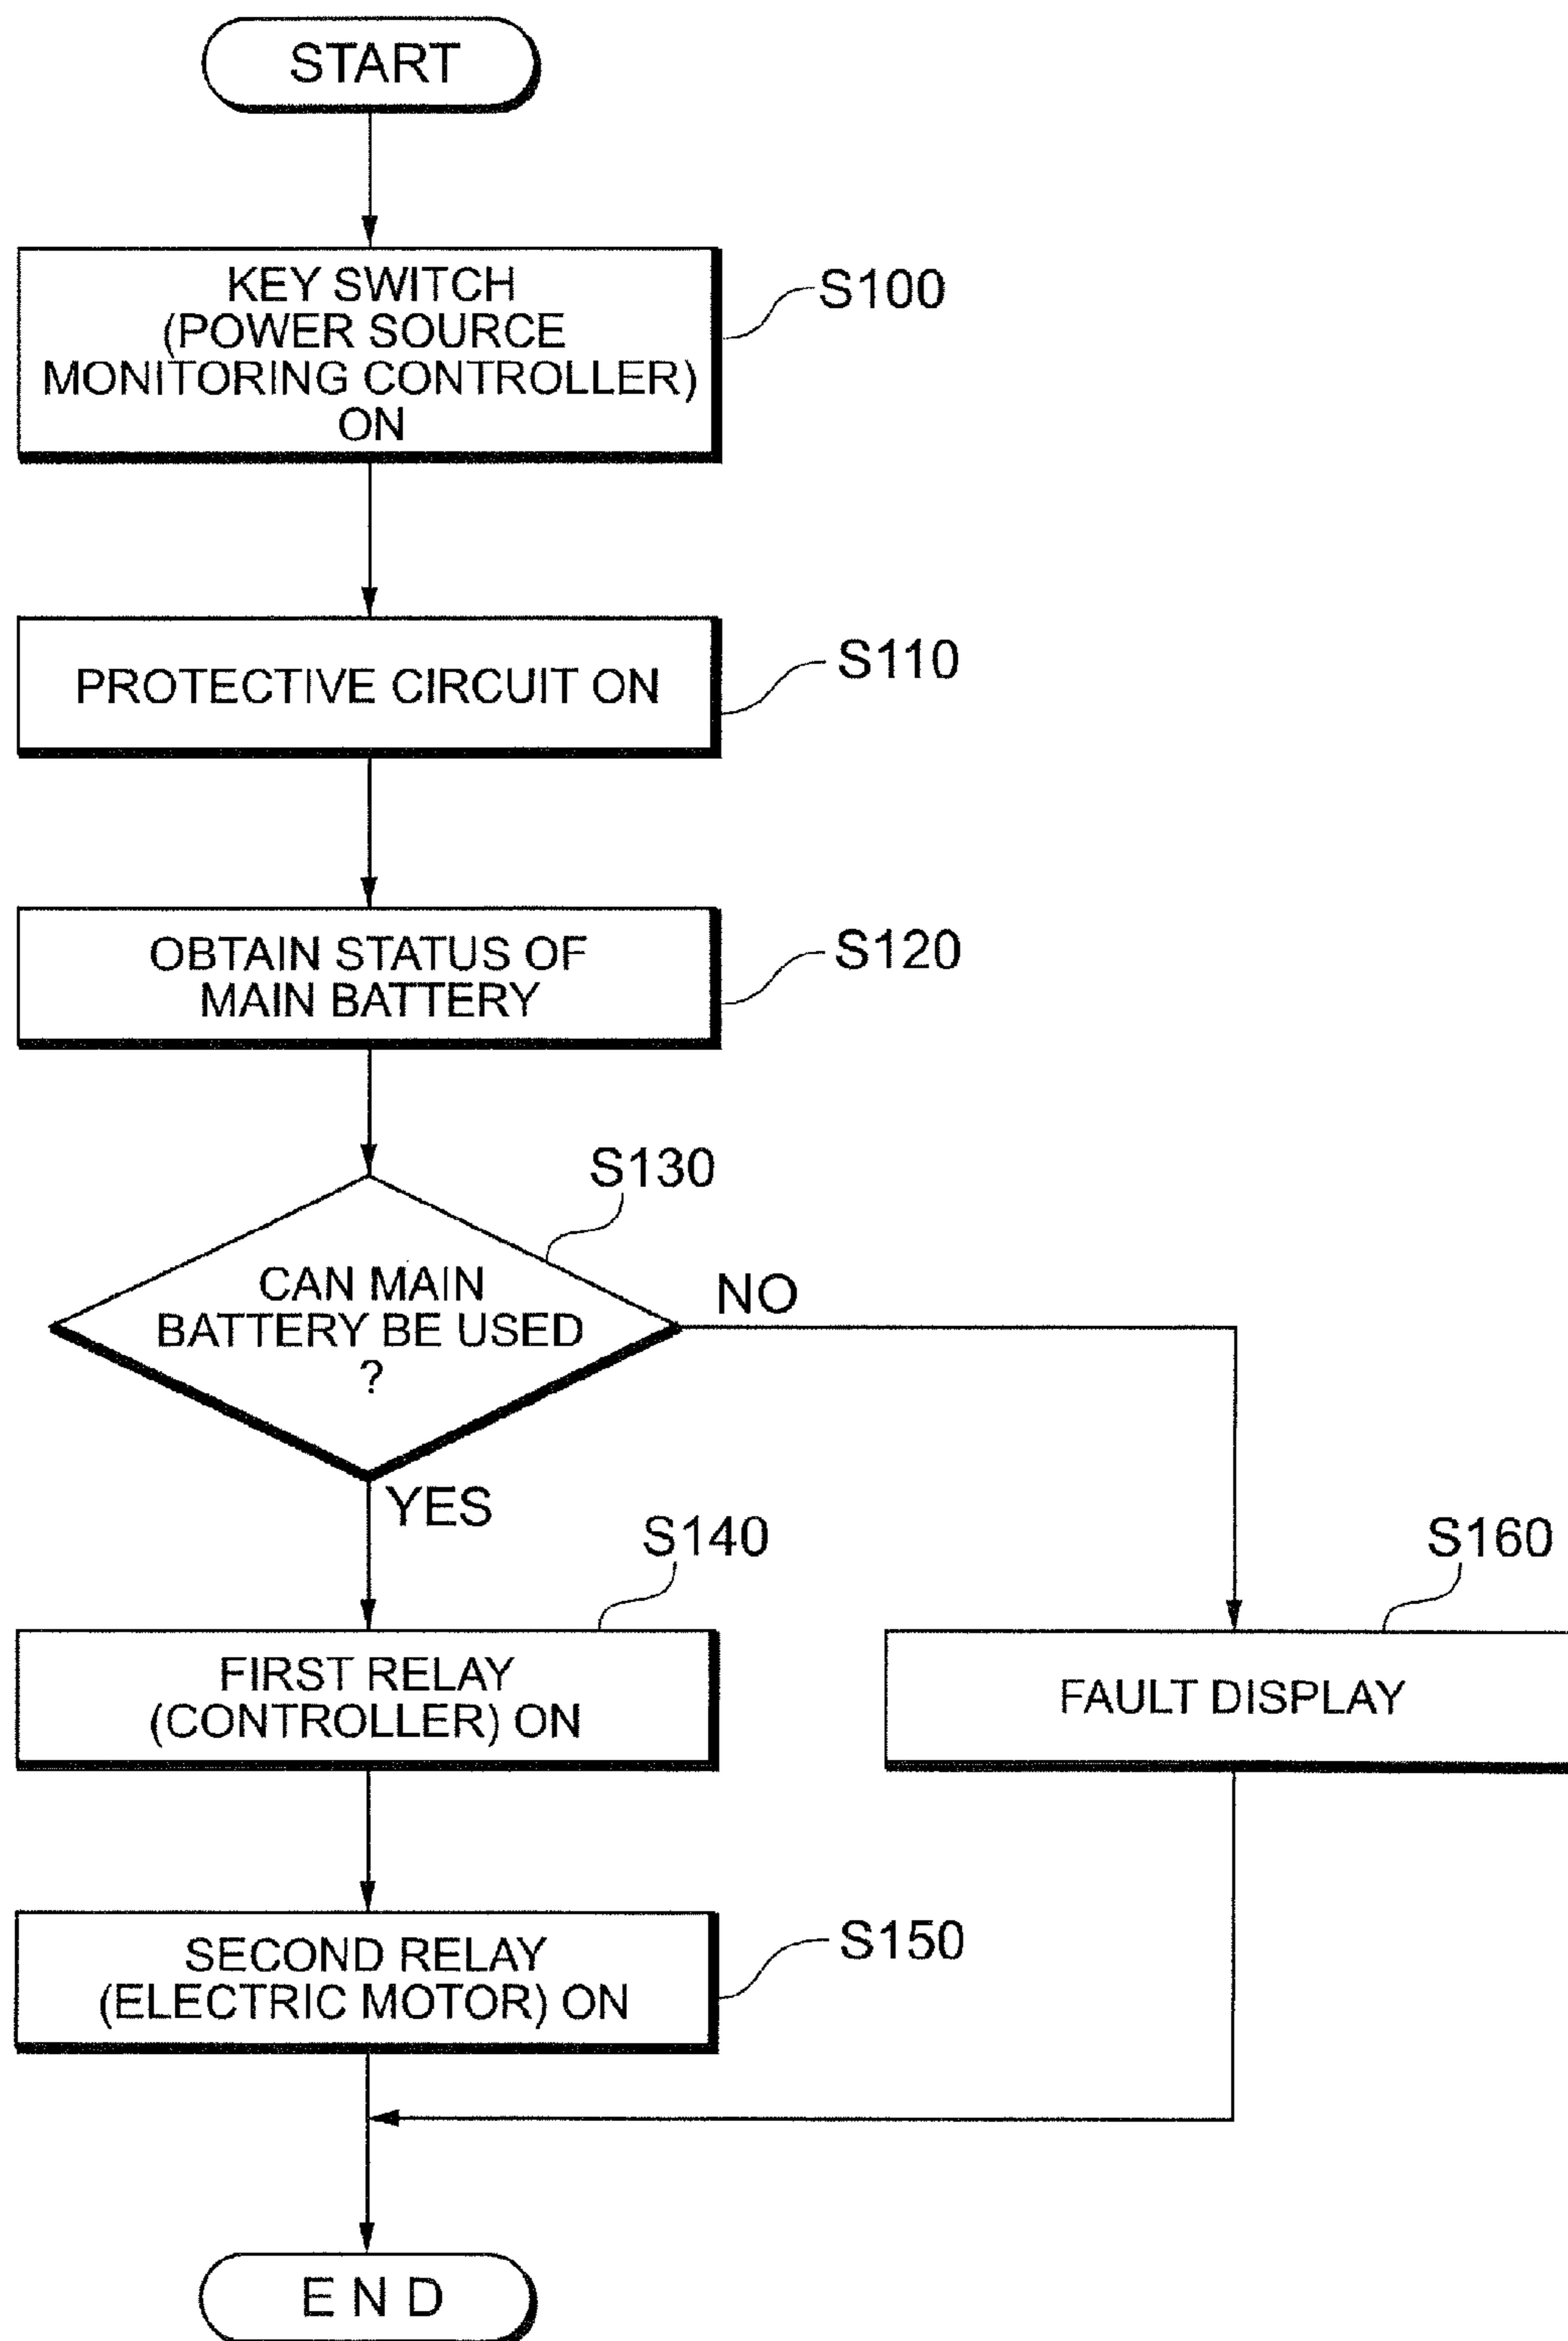 START
KEY SWITCH
(POWER SOURCE
MONITORING CONTROLLER)
ON
S100
PROTECTIVE CIRCUIT ON
S110
OBTAIN STATUS OF
MAIN BATTERY
S120
S130
CAN MAIN
BATTERY BE USED
?
NO
YES
S140
FIRST RELAY
(CONTROLLER) ON
S160
FAULT DISPLAY
SECOND RELAY
(ELECTRIC MOTOR) ON
S150
END